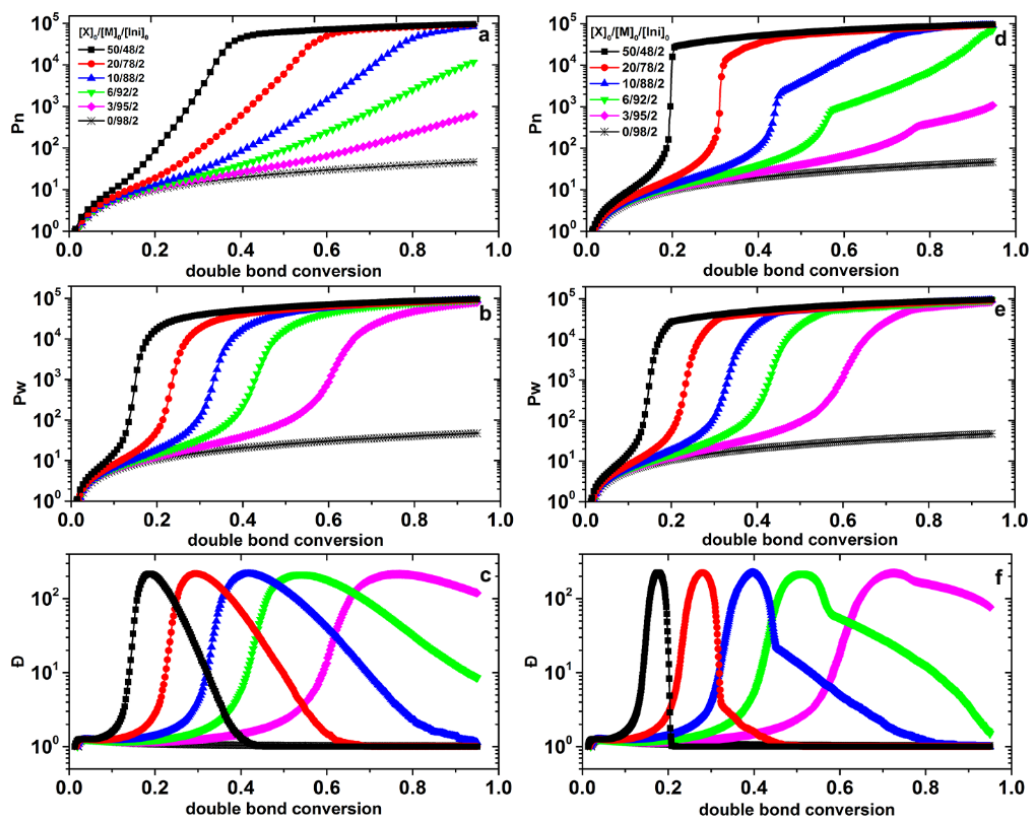 [X]₀/[M]₀/[Ini]₀
50/48/2
20/78/2
10/88/2
6/92/2
3/95/2
0/98/2
a
Pn
10⁵
10⁴
10³
10²
10¹
10⁰
0.0 0.2 0.4 0.6 0.8 1.0
double bond conversion
[X]₀/[M]₀/[Ini]₀
50/48/2
20/78/2
10/88/2
6/92/2
3/95/2
0/98/2
d
Pn
10⁵
10⁴
10³
10²
10¹
10⁰
0.0 0.2 0.4 0.6 0.8 1.0
double bond conversion
b
Pw
10⁵
10⁴
10³
10²
10¹
10⁰
0.0 0.2 0.4 0.6 0.8 1.0
double bond conversion
e
Pw
10⁵
10⁴
10³
10²
10¹
10⁰
0.0 0.2 0.4 0.6 0.8 1.0
double bond conversion
c
Đ
10²
10¹
10⁰
0.0 0.2 0.4 0.6 0.8 1.0
double bond conversion
f
Đ
10²
10¹
10⁰
0.0 0.2 0.4 0.6 0.8 1.0
double bond conversion